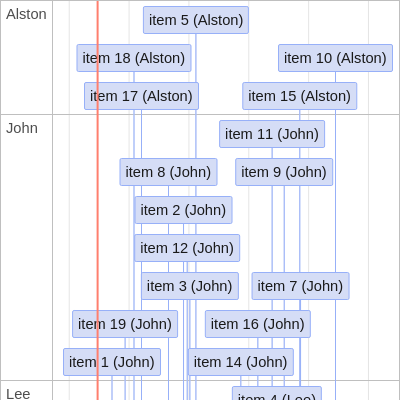 Alston
item 5 (Alston)
item 18 (Alston)
item 10 (Alston)
item 17 (Alston)
item 15 (Alston)
John
item 11 (John)
item 8 (John)
item 9 (John)
item 2 (John)
item 12 (John)
item 3 (John)
item 7 (John)
item 19 (John)
item 16 (John)
item 1 (John)
item 14 (John)
Lee
item 4 (Lee)